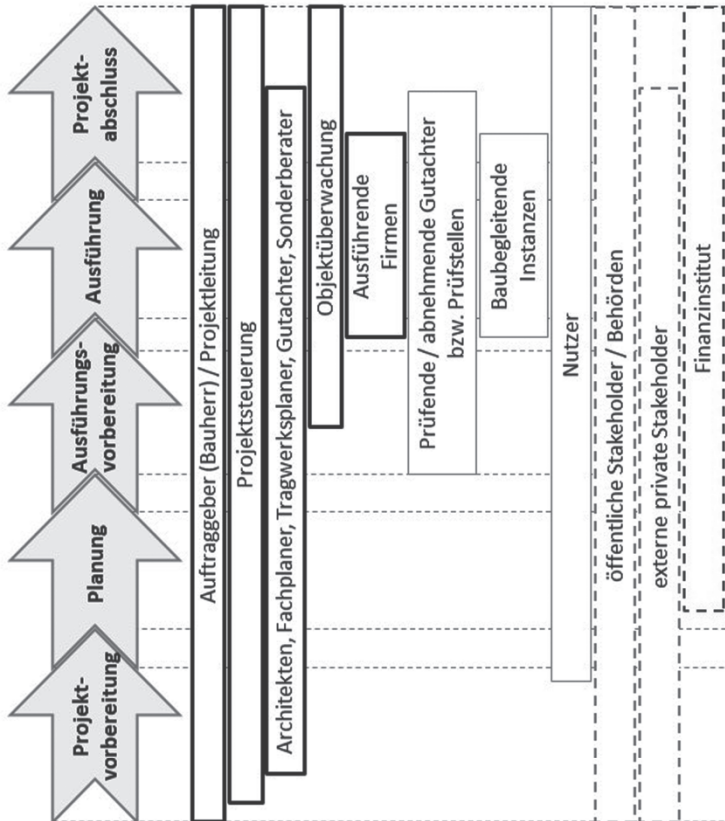 Projekt-
vorbereitung
Planung
Ausführungs-
vorbereitung
Ausführung
Projekt-
abschluss
Auftraggeber (Bauherr) / Projektleitung
Projektsteuerung
Architekten, Fachplaner, Tragwerksplaner, Gutachter, Sonderberater
Objektüberwachung
Ausführende
Firmen
Prüfende / abnehmende Gutachter
bzw. Prüfstellen
Baubegleitende
Instanzen
Nutzer
öffentliche Stakeholder / Behörden
externe private Stakeholder
Finanzinstitut